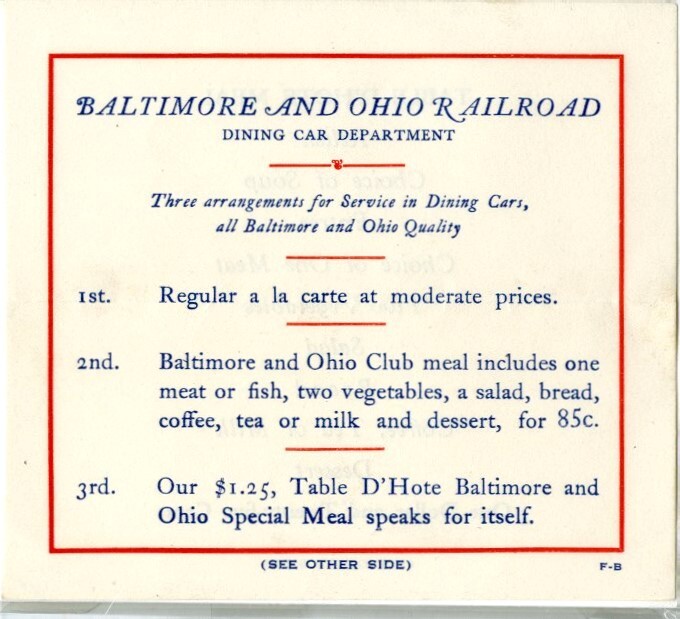 BALTIMORE AND OHIO RAILROAD
DINING CAR DEPARTMENT
Three arrangements for Service in Dining Cars,
all Baltimore and Ohio Quality
1st. Regular a la carte at moderate prices.
2nd. Baltimore and Ohio Club meal includes one
meat or fish, two vegetables, a salad, bread,
coffee, tea or milk and dessert, for 85c.
3rd. Our $1.25, Table D'Hote Baltimore and
Ohio Special Meal speaks for itself.
(SEE OTHER SIDE)
F-B